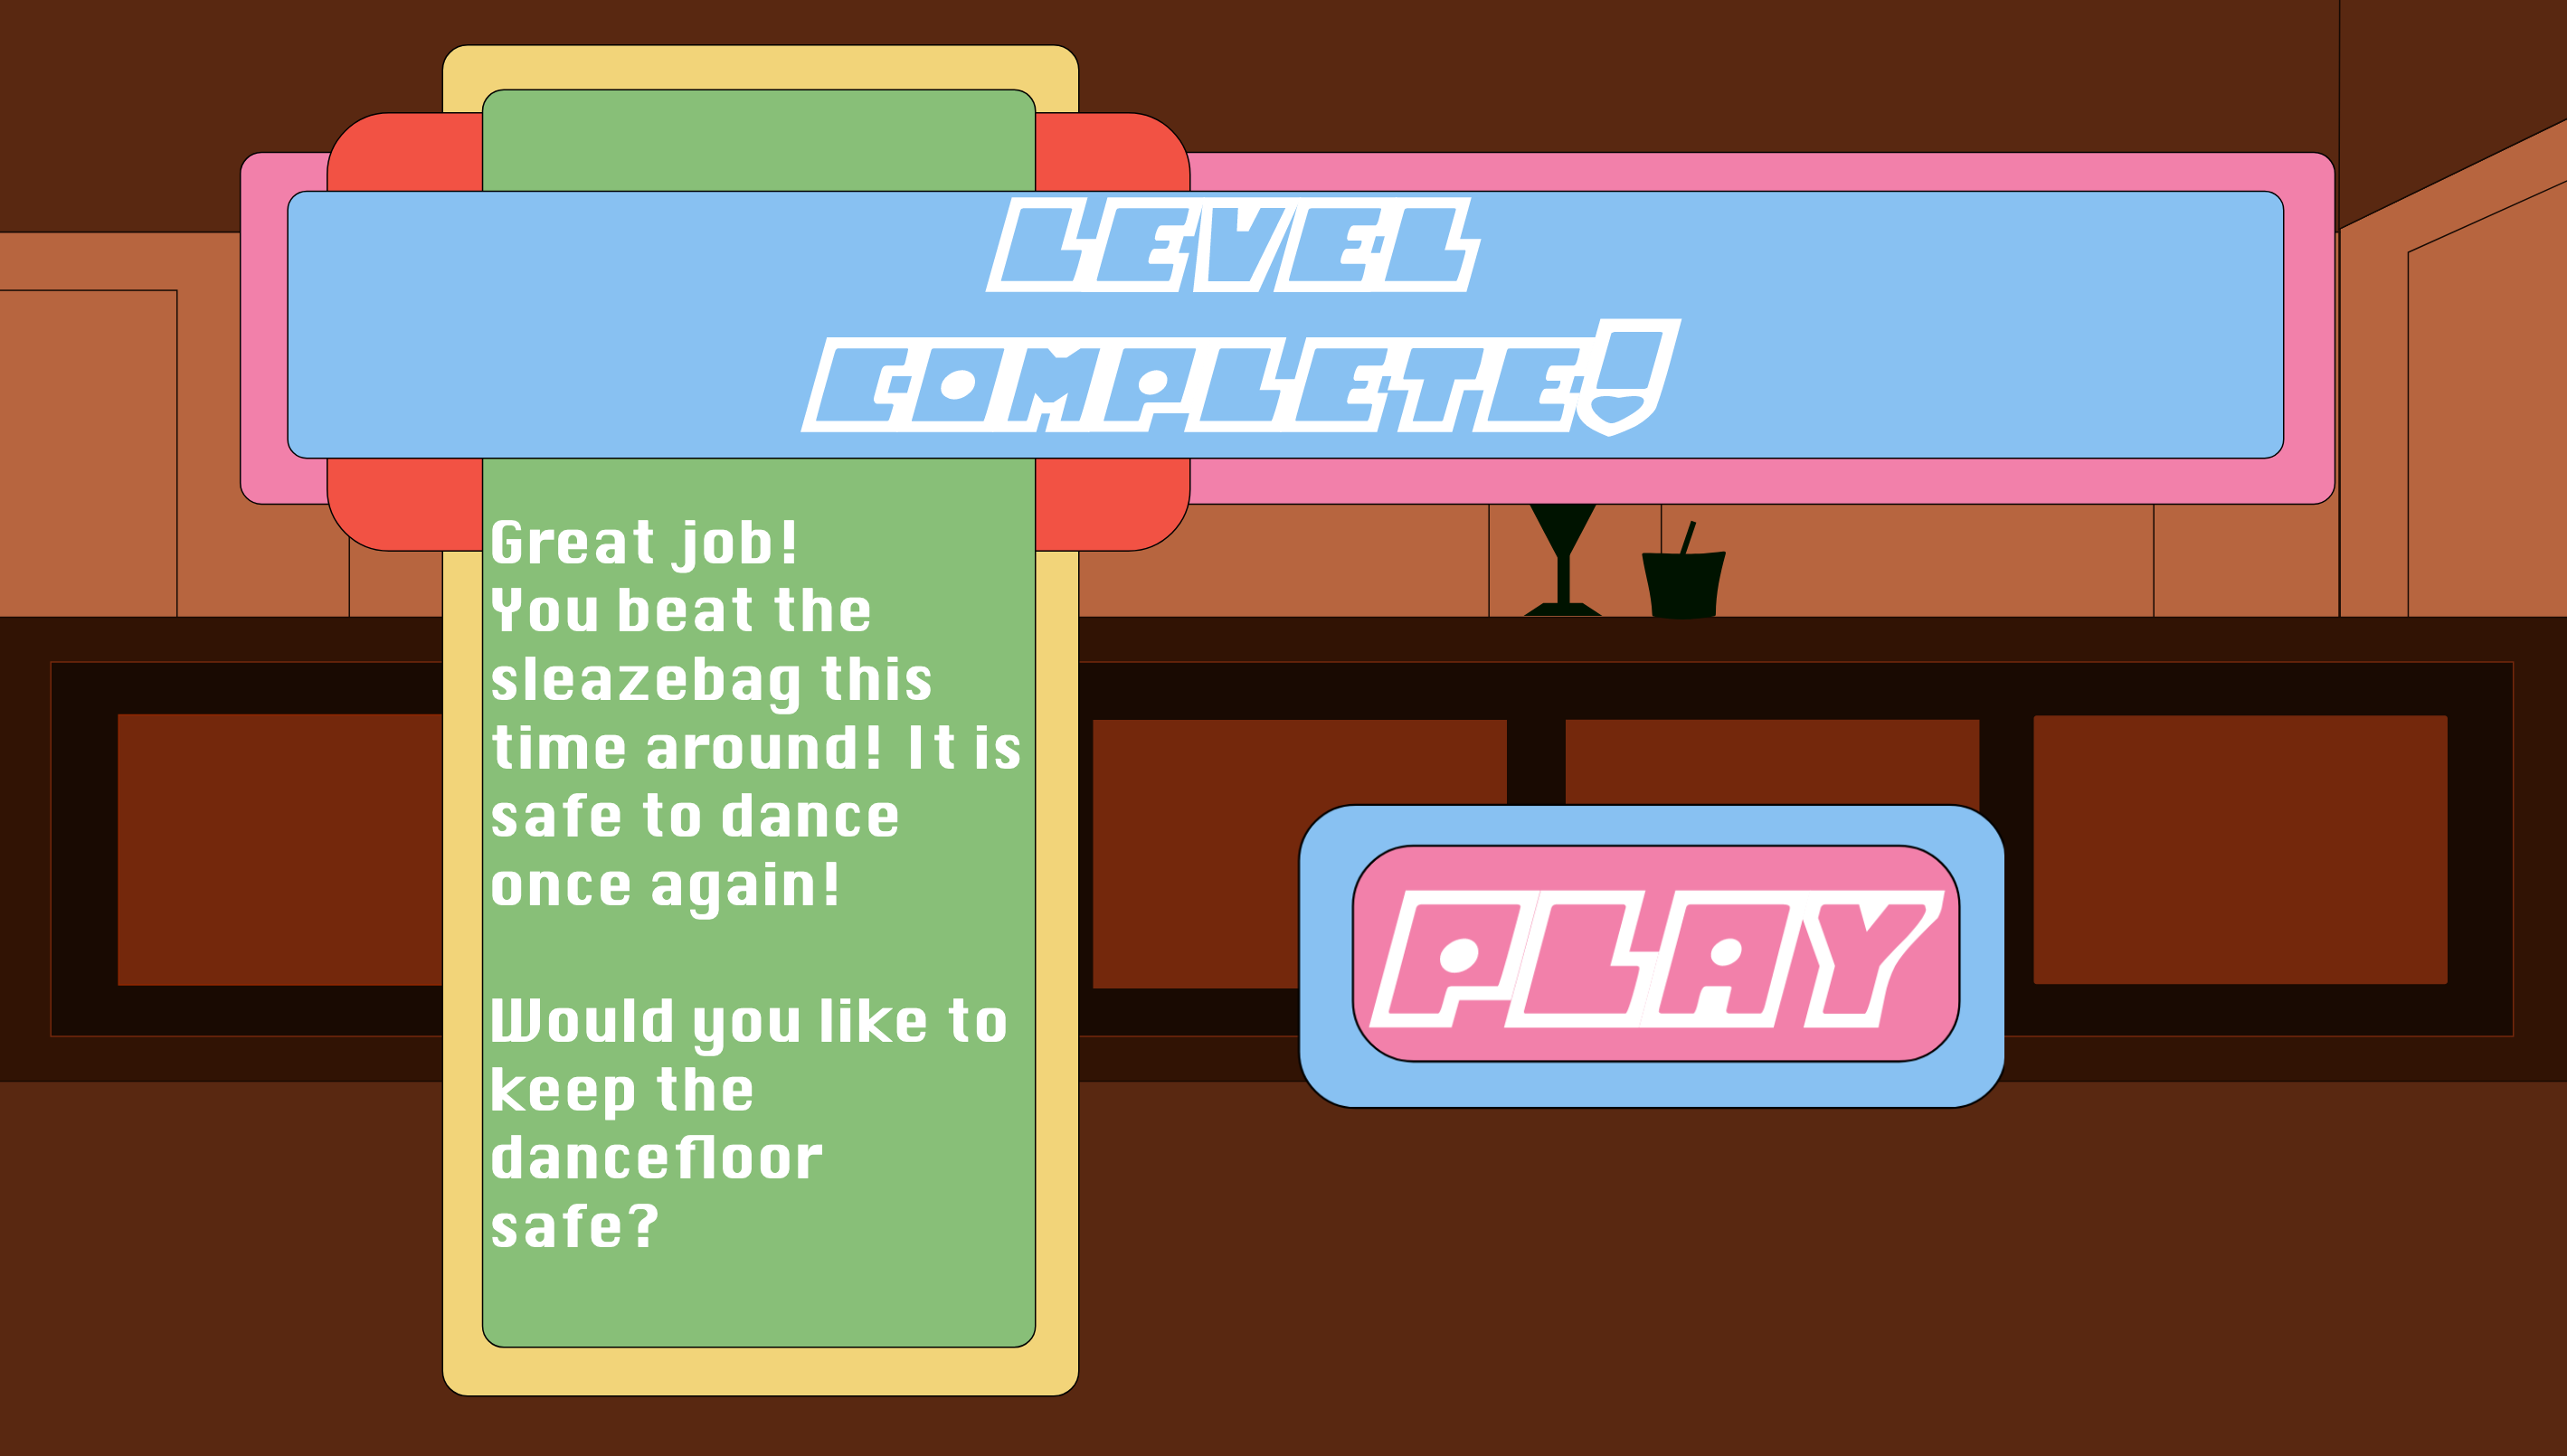 LEVEL
COMPLETE!
Great job!
You beat the
sleazebag this
time around! It is
safe to dance
once again!
Would you like to
keep the
dancefloor
safe?
PLAY